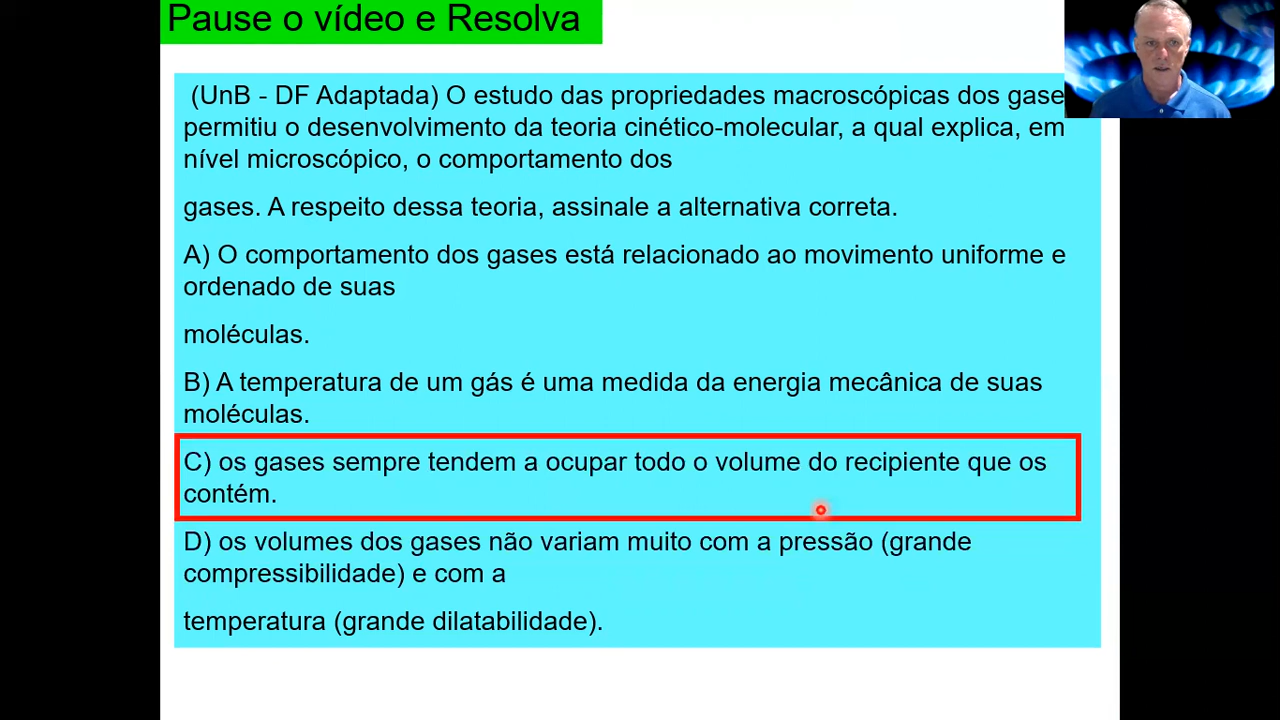 Pause o vídeo e Resolva
(UnB - DF Adaptada) O estudo das propriedades macroscópicas dos gase
permitiu o desenvolvimento da teoria cinético-molecular, a qual explica, em
nível microscópico, o comportamento dos
gases. A respeito dessa teoria, assinale a alternativa correta.
A) O comportamento dos gases está relacionado ao movimento uniforme e
ordenado de suas
moléculas.
B) A temperatura de um gás é uma medida da energia mecânica de suas
moléculas.
C) os gases sempre tendem a ocupar todo o volume do recipiente que os
contém.
D) os volumes dos gases não variam muito com a pressão (grande
compressibilidade) e com a
temperatura (grande dilatabilidade).